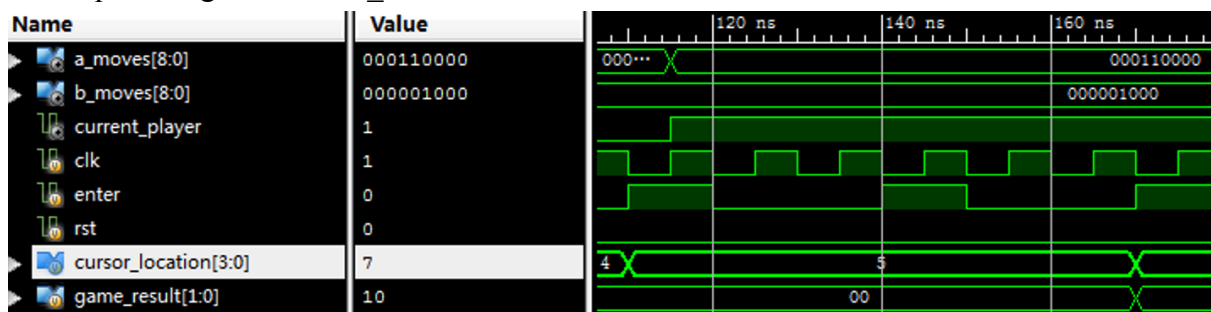 Name Value 120 ns 140 ns 160 ns
a_moves[8:0] 000110000 000··· 000110000
b_moves[8:0] 000001000 000001000
current_player 1
clk 1
enter 0
rst 0
cursor_location[3:0] 7 4 5
game_result[1:0] 10 00